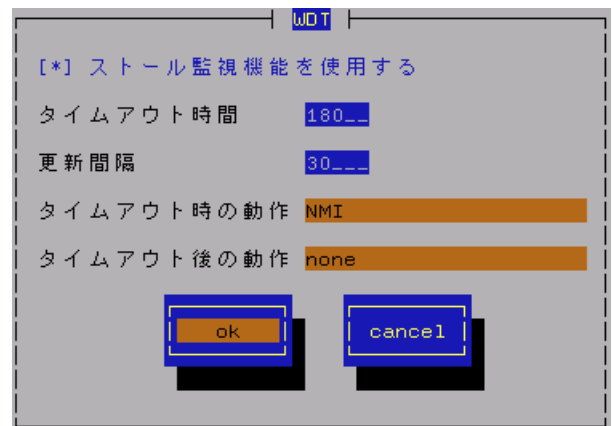 WDT
[*] ストール監視機能を使用する
タイムアウト時間 180__
更新間隔 30___
タイムアウト時の動作 NMI
タイムアウト後の動作 none
ok cancel